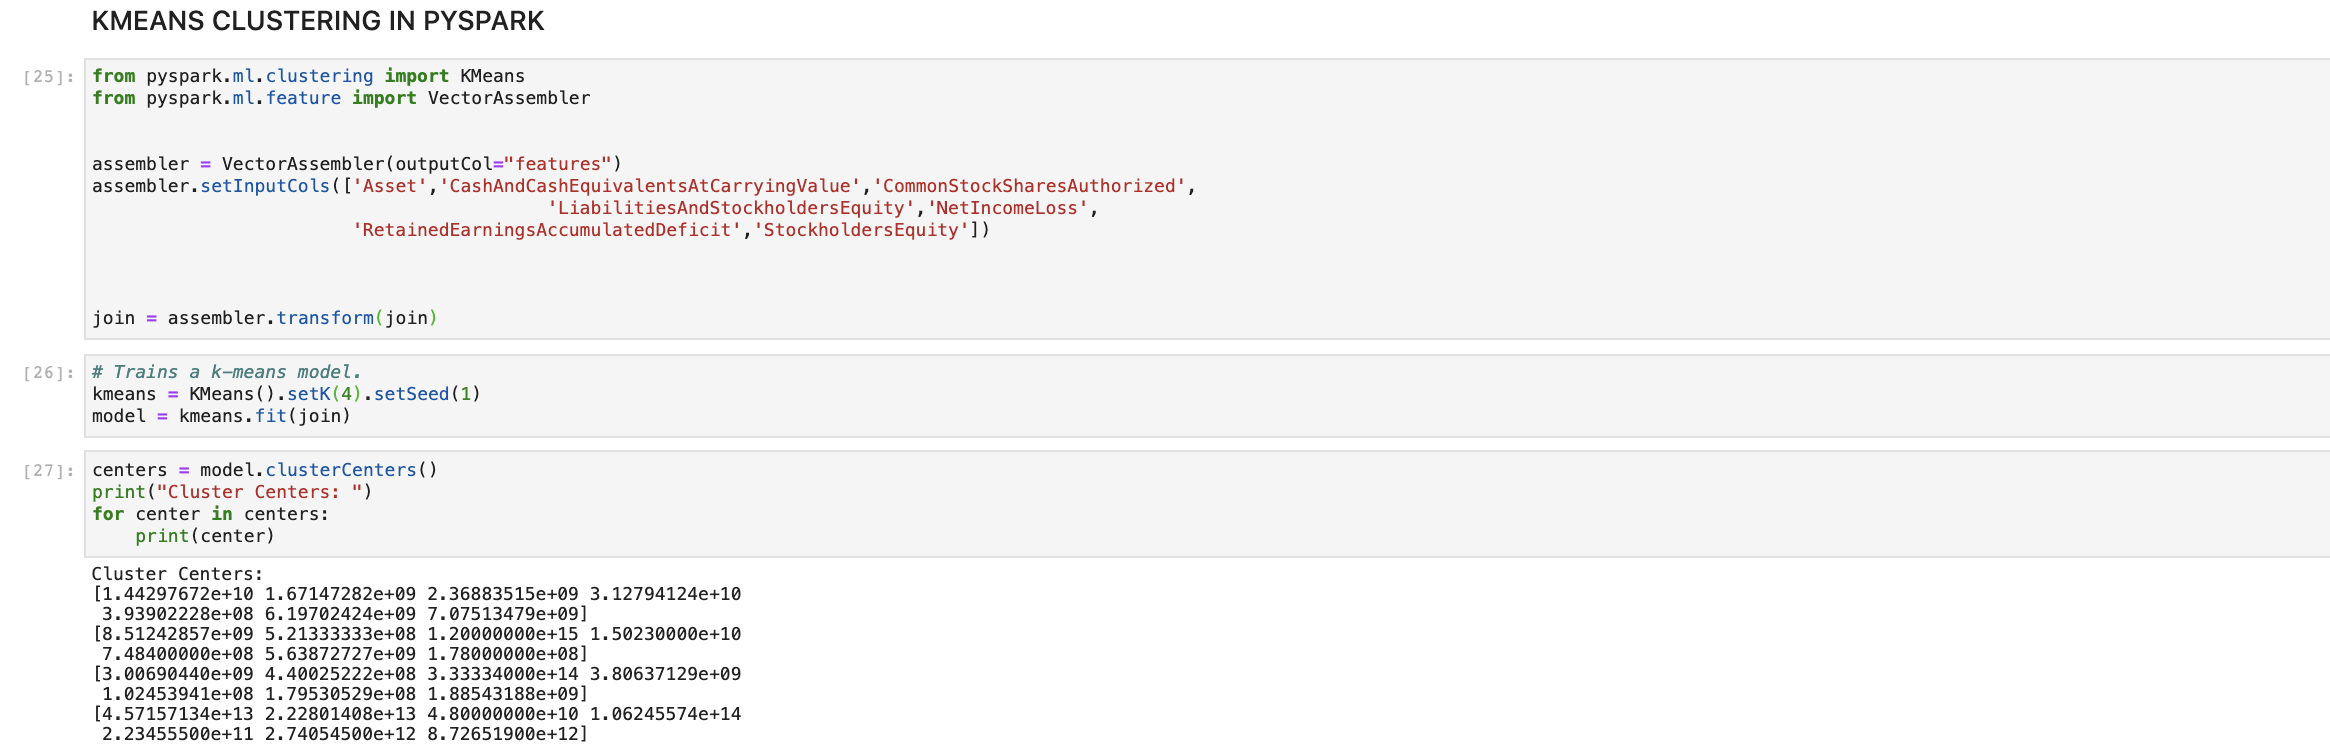 KMEANS CLUSTERING IN PYSPARK
[25]:
from pyspark.ml.clustering import KMeans
from pyspark.ml.feature import VectorAssembler
assembler = VectorAssembler(outputCol="features")
assembler.setInputCols(['Asset','CashAndCashEquivalentsAtCarryingValue','CommonStockSharesAuthorized',
'LiabilitiesAndStockholdersEquity','NetIncomeLoss',
'RetainedEarningsAccumulatedDeficit','StockholdersEquity'])
join = assembler.transform(join)
[26]:
# Trains a k-means model.
kmeans = KMeans().setK(4).setSeed(1)
model = kmeans.fit(join)
[27]:
centers = model.clusterCenters()
print("Cluster Centers: ")
for center in centers:
    print(center)
Cluster Centers:
[1.44297672e+10 1.67147282e+09 2.36883515e+09 3.12794124e+10
3.93902228e+08 6.19702424e+09 7.07513479e+09]
[8.51242857e+09 5.21333333e+08 1.20000000e+15 1.50230000e+10
7.48400000e+08 5.63872727e+09 1.78000000e+08]
[3.00690440e+09 4.40025222e+08 3.33334000e+14 3.80637129e+09
1.02453941e+08 1.79530529e+08 1.88543188e+09]
[4.57157134e+13 2.22801408e+13 4.80000000e+10 1.06245574e+14
2.23455500e+11 2.74054500e+12 8.72651900e+12]